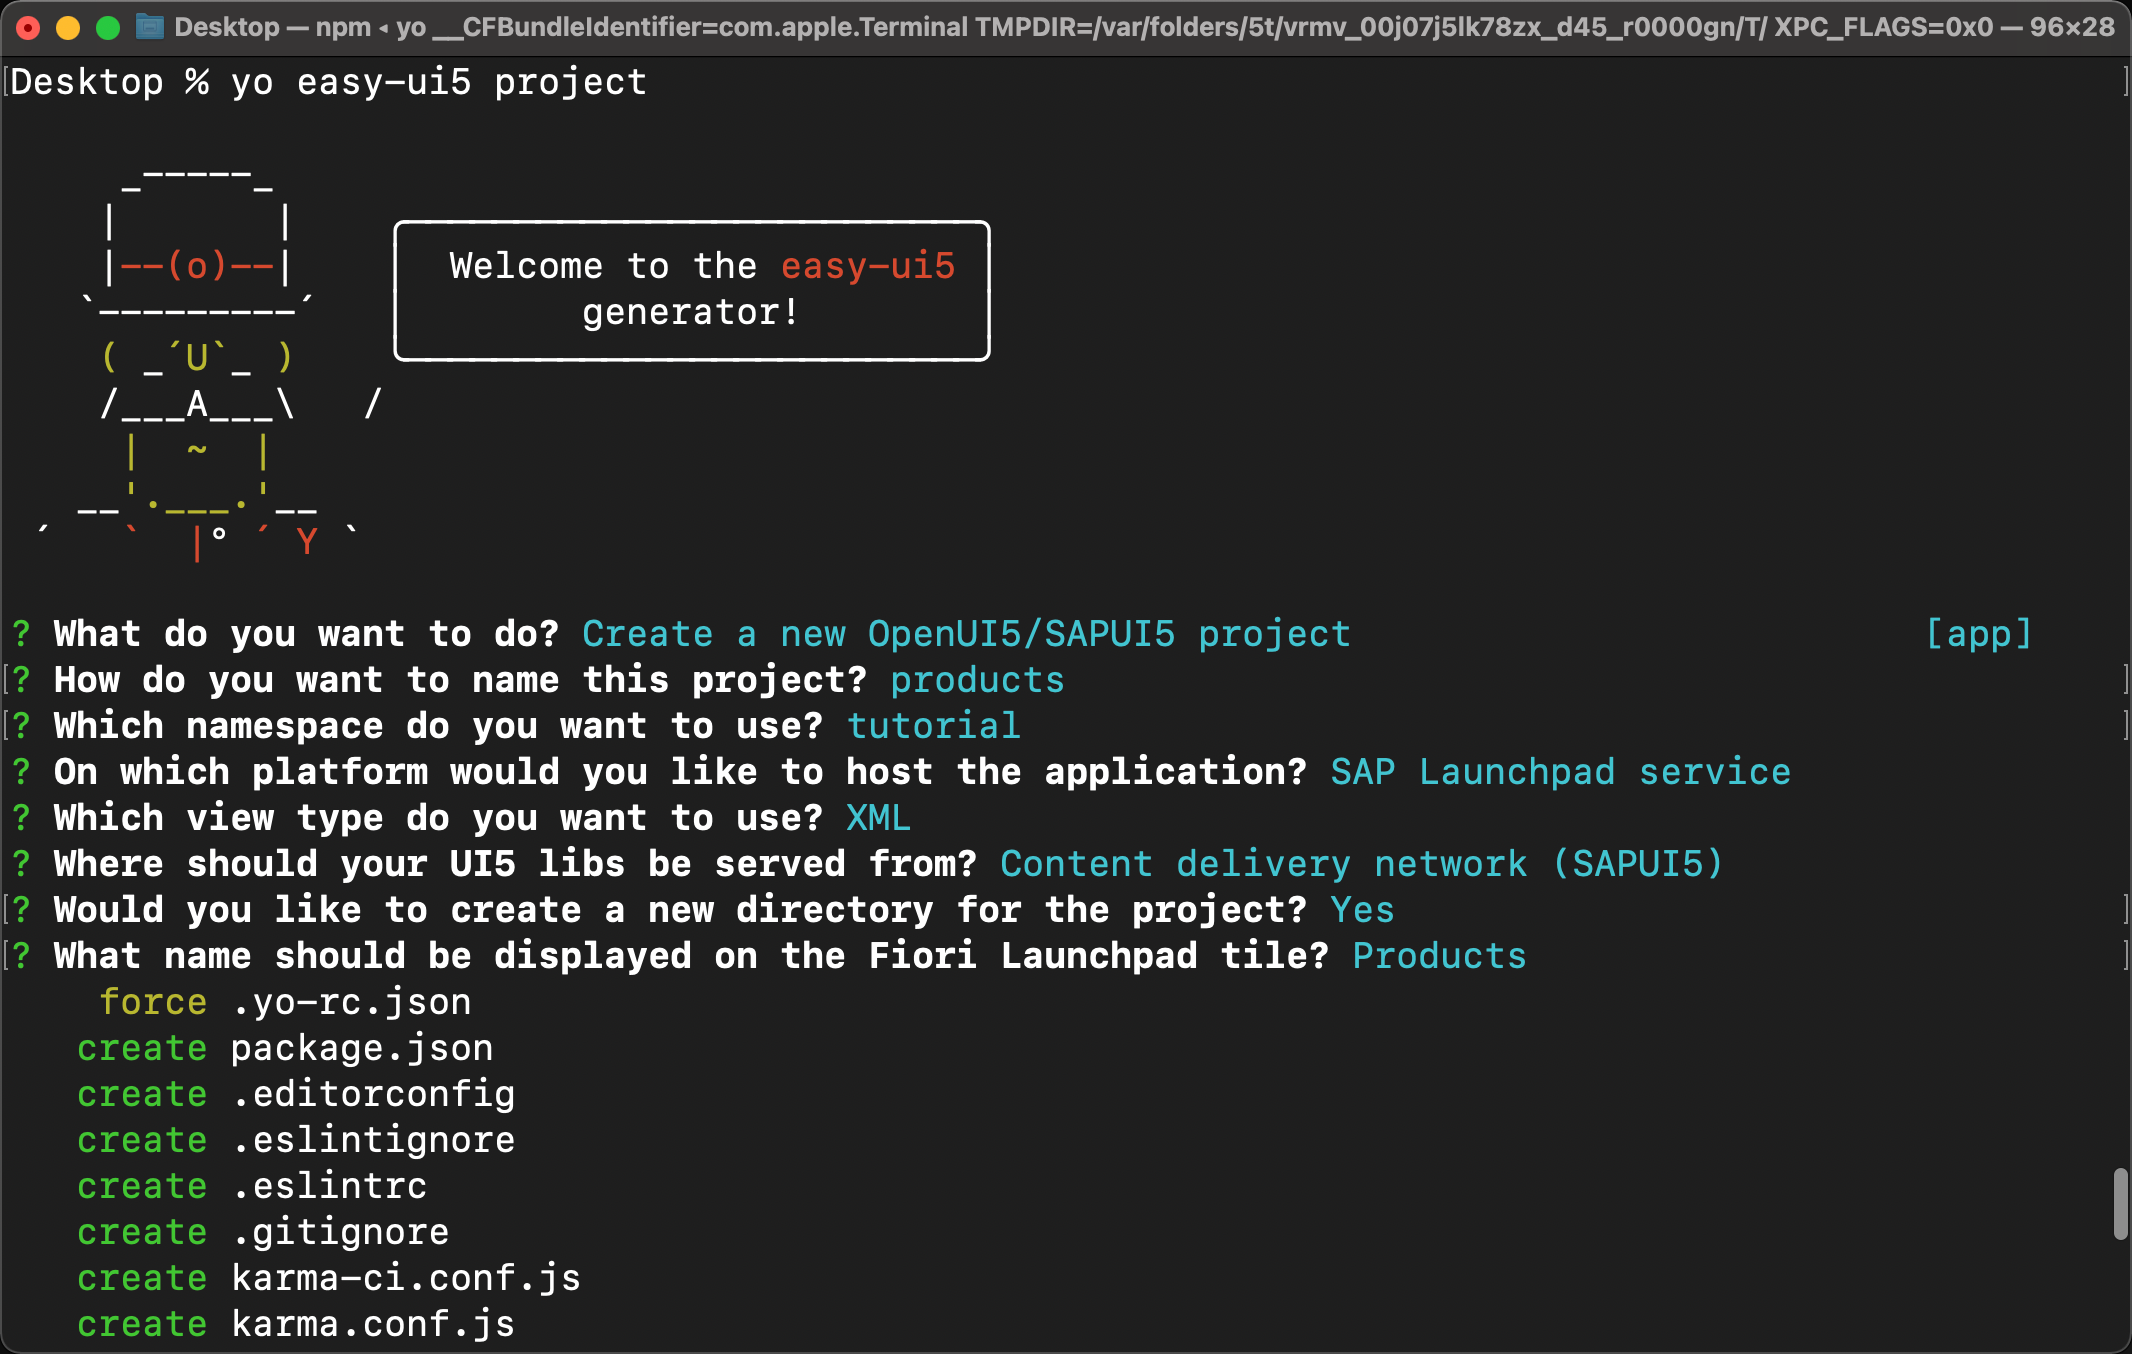 Desktop — npm ◂ yo __CFBundleIdentifier=com.apple.Terminal TMPDIR=/var/folders/5t/vrmv_00j07j5lk78zx_d45_r0000gn/T/ XPC_FLAGS=0x0 — 96×28
Desktop % yo easy-ui5 project
     _-----_
    |       |
    |--(o)--|
   `---------´
    ( _´U`_ )
    /___A___\   /
     |  ~  |
   __'.___.'__
 ´   `  |° ´ Y `
Welcome to the easy-ui5
generator!
? What do you want to do? Create a new OpenUI5/SAPUI5 project [app]
? How do you want to name this project? products
? Which namespace do you want to use? tutorial
? On which platform would you like to host the application? SAP Launchpad service
? Which view type do you want to use? XML
? Where should your UI5 libs be served from? Content delivery network (SAPUI5)
? Would you like to create a new directory for the project? Yes
? What name should be displayed on the Fiori Launchpad tile? Products
force .yo-rc.json
create package.json
create .editorconfig
create .eslintignore
create .eslintrc
create .gitignore
create karma-ci.conf.js
create karma.conf.js